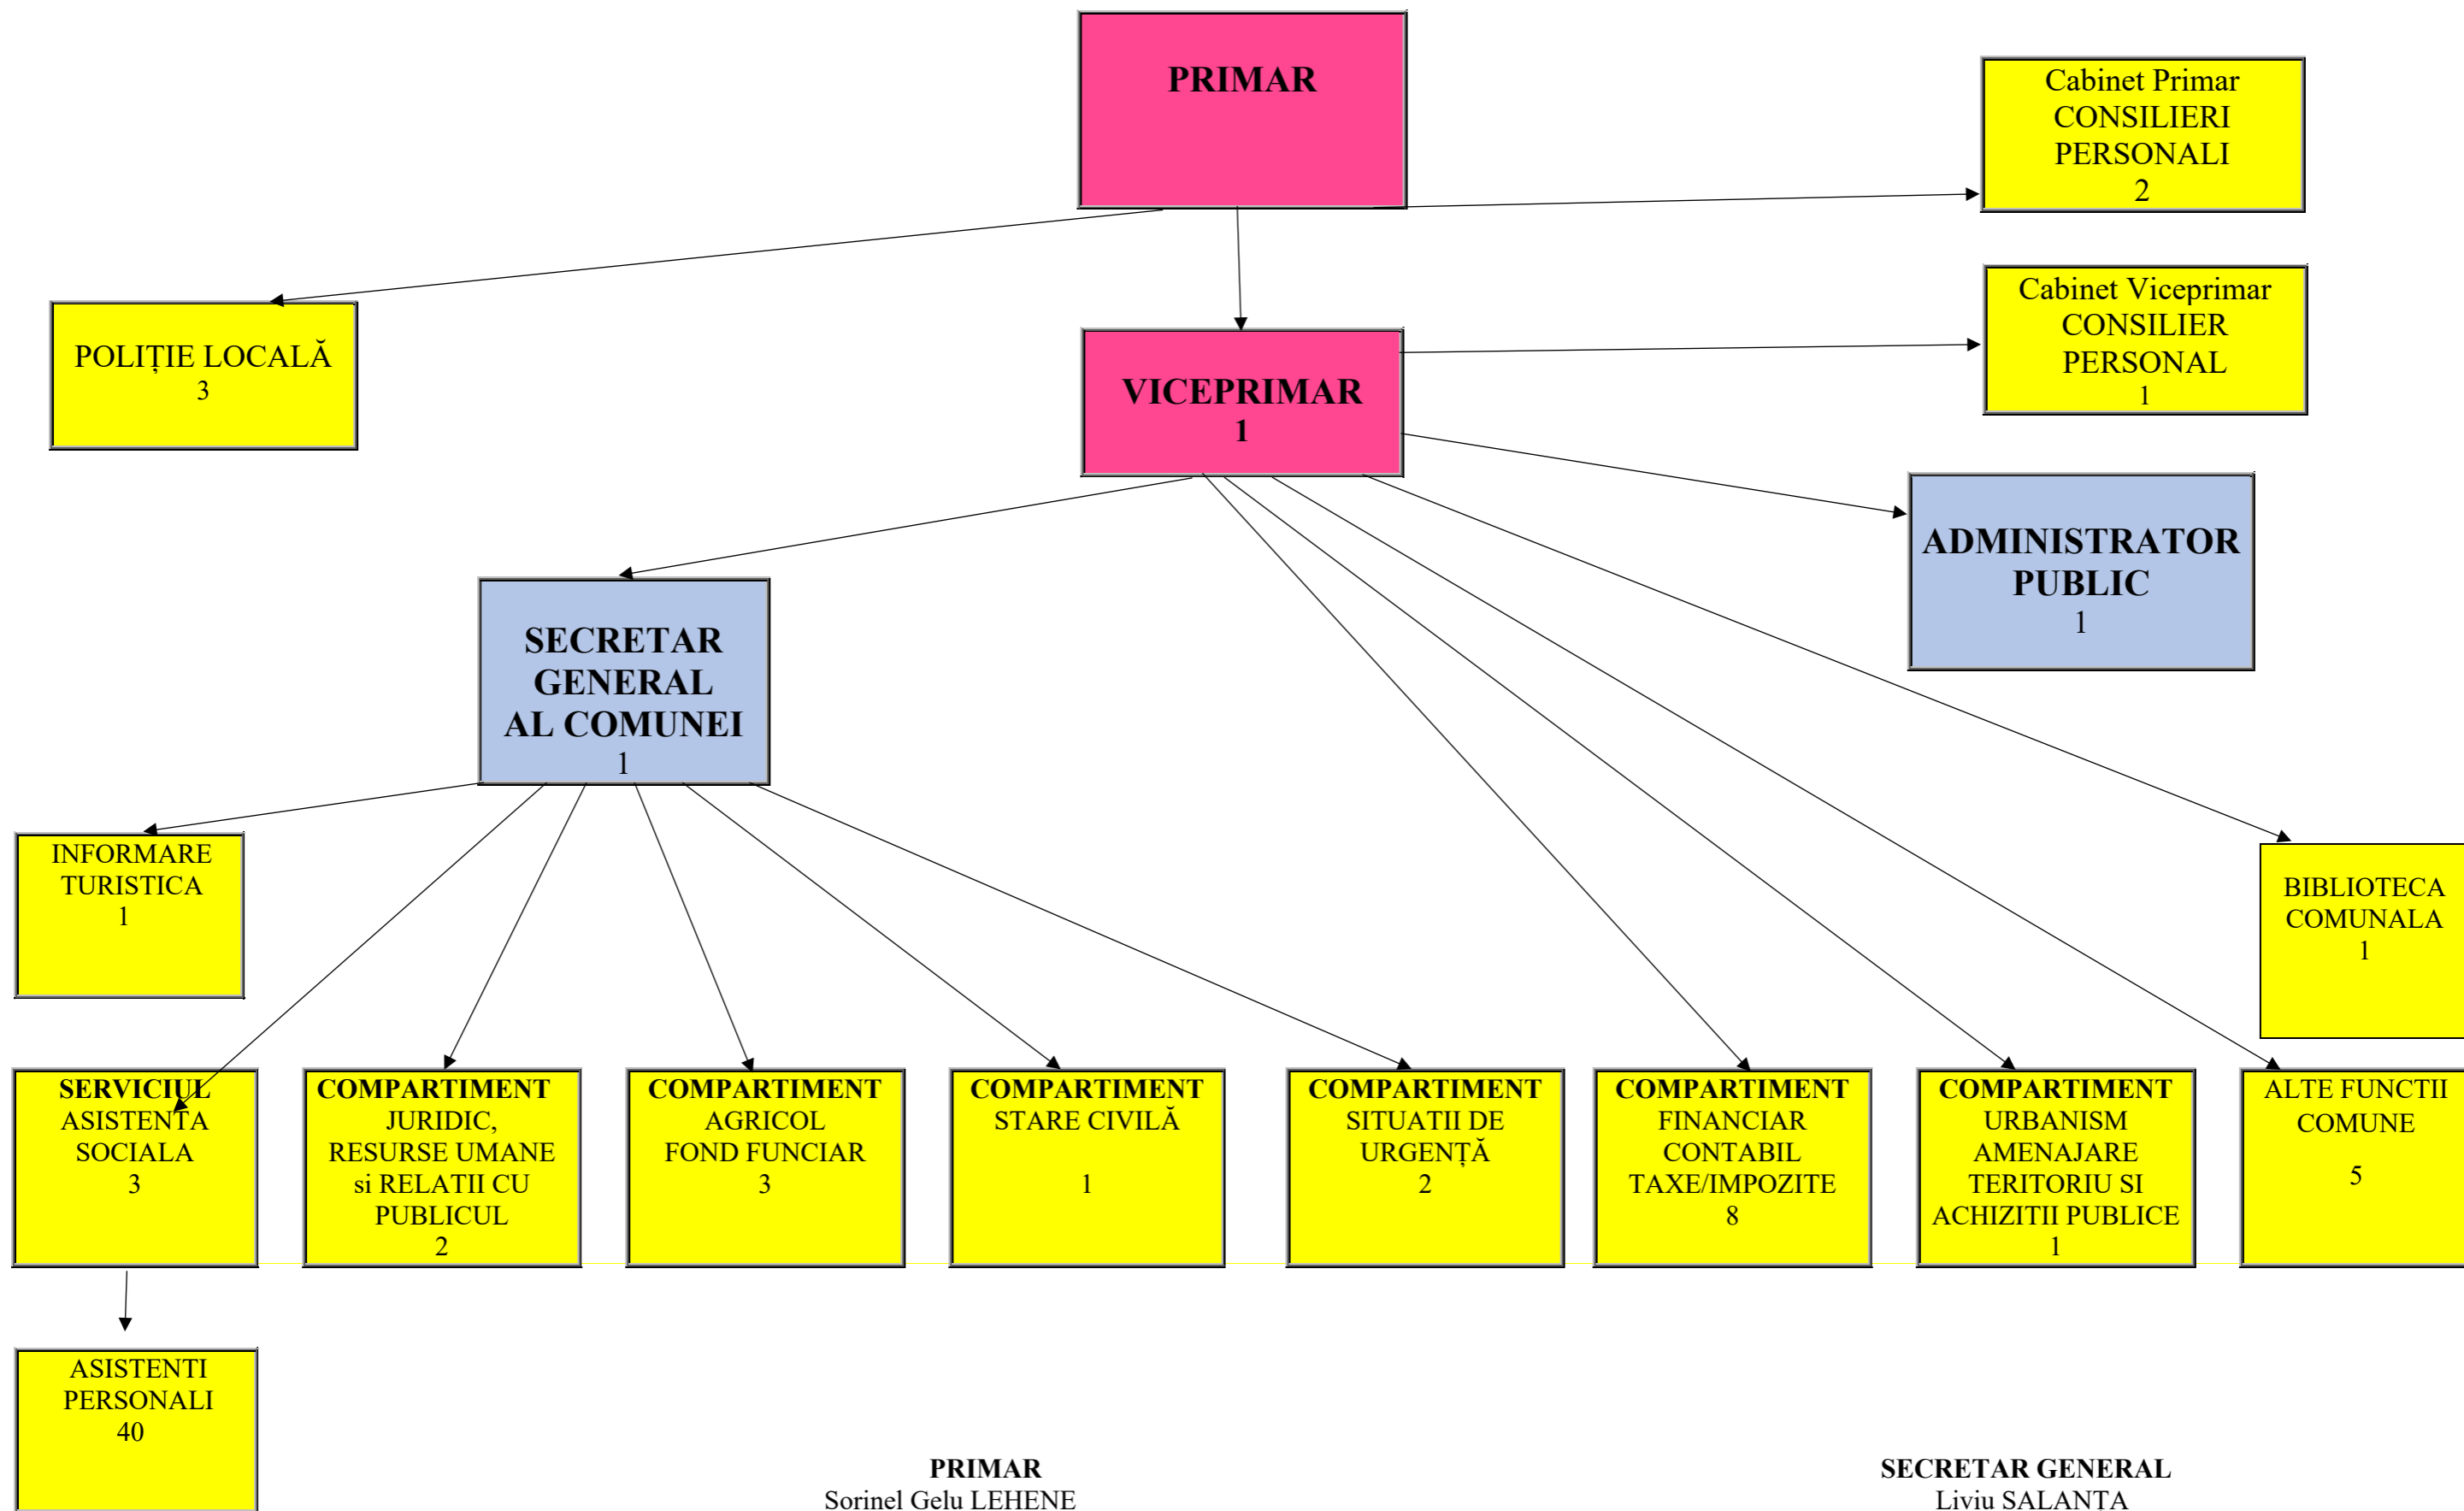 PRIMAR
Cabinet Primar
CONSILIERI
PERSONALI
2
POLIȚIE LOCALĂ
3
VICEPRIMAR
1
Cabinet Viceprimar
CONSILIER
PERSONAL
1
ADMINISTRATOR
PUBLIC
1
SECRETAR
GENERAL
AL COMUNEI
1
INFORMARE
TURISTICA
1
BIBLIOTECA
COMUNALA
1
SERVICIUL
ASISTENTA
SOCIALA
3
COMPARTIMENT
JURIDIC,
RESURSE UMANE
si RELATII CU
PUBLICUL
2
COMPARTIMENT
AGRICOL
FOND FUNCIAR
3
COMPARTIMENT
STARE CIVILĂ
1
COMPARTIMENT
SITUATII DE
URGENȚĂ
2
COMPARTIMENT
FINANCIAR
CONTABIL
TAXE/IMPOZITE
8
COMPARTIMENT
URBANISM
AMENAJARE
TERITORIU SI
ACHIZITII PUBLICE
1
ALTE FUNCTII
COMUNE
5
ASISTENTI
PERSONALI
40
PRIMAR
Sorinel Gelu LEHENE
SECRETAR GENERAL
Liviu SALANTA